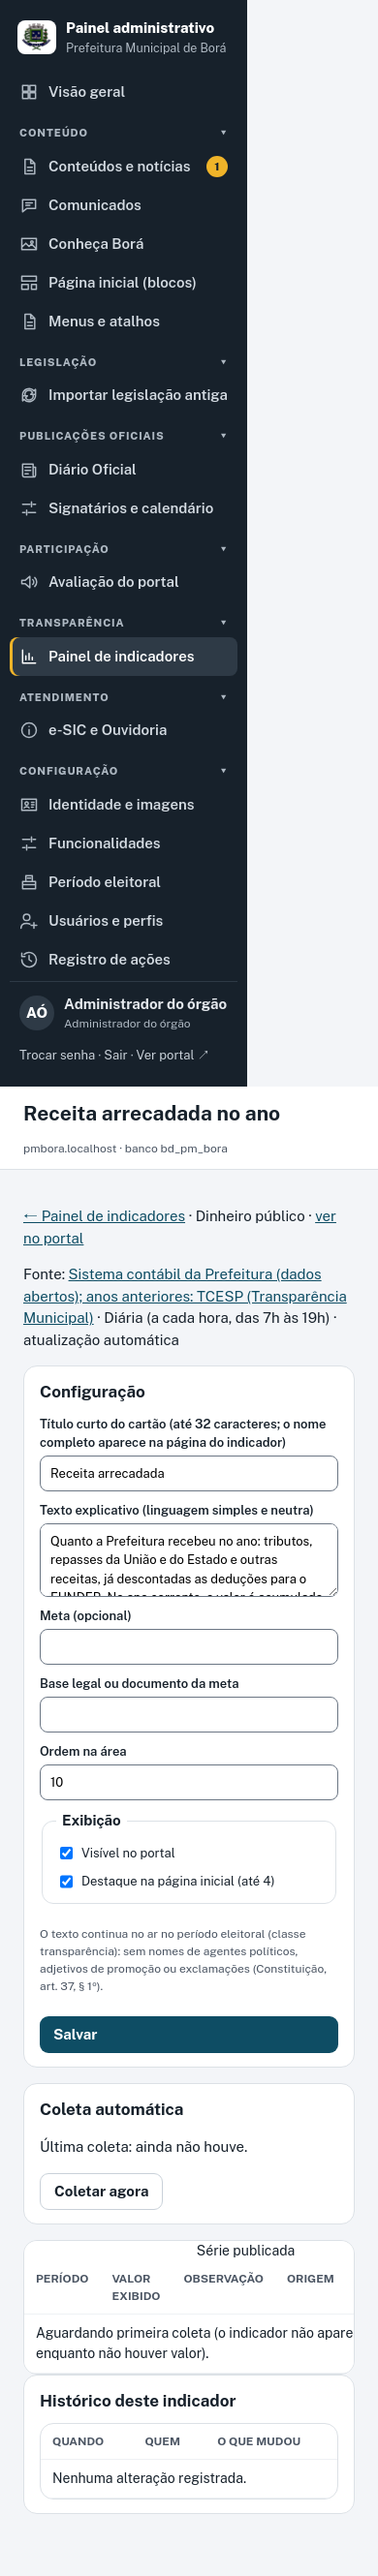 Painel administrativo
Prefeitura Municipal de Borá
Visão geral
CONTEÚDO ▾
Conteúdos e notícias 1
Comunicados
Conheça Borá
Página inicial (blocos)
Menus e atalhos
LEGISLAÇÃO ▾
Importar legislação antiga
PUBLICAÇÕES OFICIAIS ▾
Diário Oficial
Signatários e calendário
PARTICIPAÇÃO ▾
Avaliação do portal
TRANSPARÊNCIA ▾
Painel de indicadores
ATENDIMENTO ▾
e-SIC e Ouvidoria
CONFIGURAÇÃO ▾
Identidade e imagens
Funcionalidades
Período eleitoral
Usuários e perfis
Registro de ações
AÓ
Administrador do órgão
Administrador do órgão
Trocar senha · Sair · Ver portal ↗
Receita arrecadada no ano
pmbora.localhost · banco bd_pm_bora
← Painel de indicadores · Dinheiro público · ver
no portal
Fonte: Sistema contábil da Prefeitura (dados
abertos); anos anteriores: TCESP (Transparência
Municipal) · Diária (a cada hora, das 7h às 19h) ·
atualização automática
Configuração
Título curto do cartão (até 32 caracteres; o nome
completo aparece na página do indicador)
Receita arrecadada
Texto explicativo (linguagem simples e neutra)
Quanto a Prefeitura recebeu no ano: tributos,
repasses da União e do Estado e outras
receitas, já descontadas as deduções para o
FUNDEB. No ano corrente, o valor é acumulado
Meta (opcional)
Base legal ou documento da meta
Ordem na área
10
Exibição
Visível no portal
Destaque na página inicial (até 4)
O texto continua no ar no período eleitoral (classe
transparência): sem nomes de agentes políticos,
adjetivos de promoção ou exclamações (Constituição,
art. 37, § 1º).
Salvar
Coleta automática
Última coleta: ainda não houve.
Coletar agora
Série publicada
PERÍODO VALOR EXIBIDO OBSERVAÇÃO ORIGEM
Aguardando primeira coleta (o indicador não apare
enquanto não houver valor).
Histórico deste indicador
QUANDO QUEM O QUE MUDOU
Nenhuma alteração registrada.